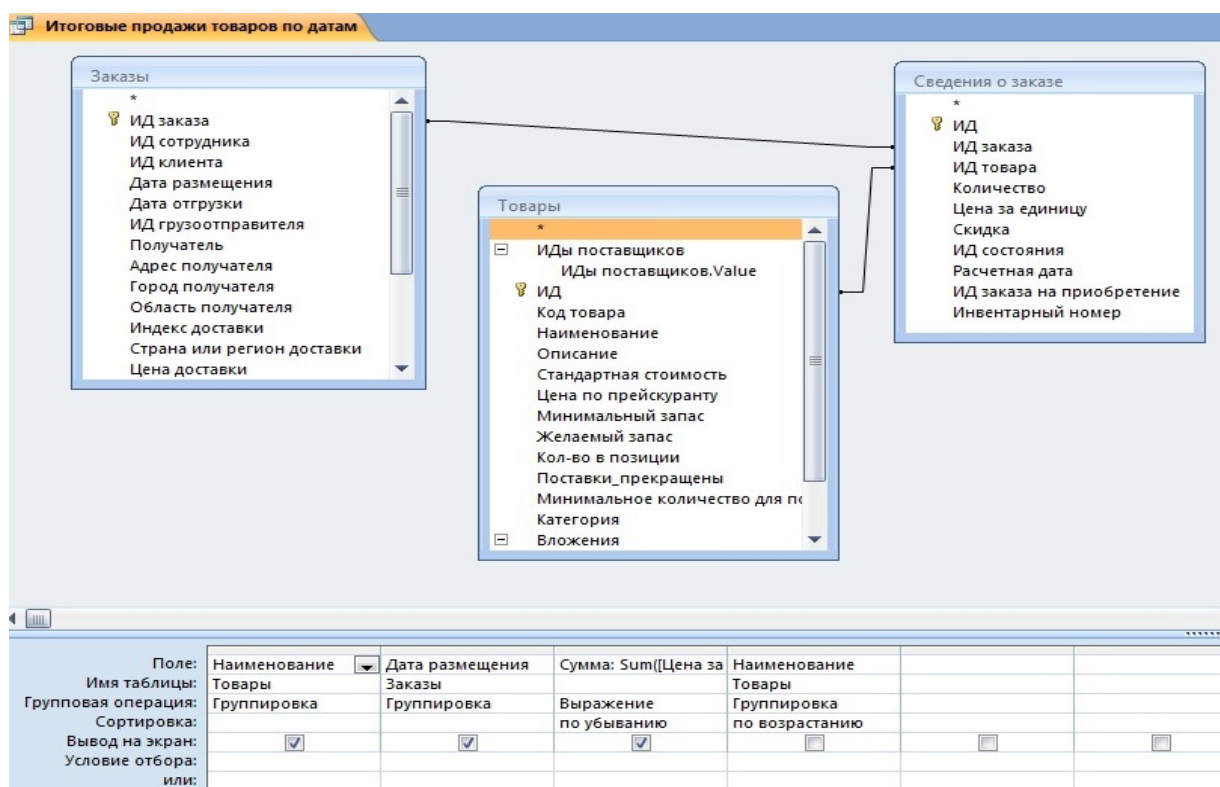 Итоговые продажи товаров по датам
Заказы
*
ИД заказа
ИД сотрудника
ИД клиента
Дата размещения
Дата отгрузки
ИД грузоотправителя
Получатель
Адрес получателя
Город получателя
Область получателя
Индекс доставки
Страна или регион доставки
Цена доставки
Товары
*
ИДы поставщиков
ИДы поставщиков.Value
ИД
Код товара
Наименование
Описание
Стандартная стоимость
Цена по прейскуранту
Минимальный запас
Желаемый запас
Кол-во в позиции
Поставки_прекращены
Минимальное количество для по
Категория
Вложения
Сведения о заказе
*
ИД
ИД заказа
ИД товара
Количество
Цена за единицу
Скидка
ИД состояния
Расчетная дата
ИД заказа на приобретение
Инвентарный номер
Поле: Наименование Дата размещения Сумма: Sum([Цена за Наименование
Имя таблицы: Товары Заказы Товары
Групповая операция: Группировка Группировка Выражение Группировка
Сортировка: по убыванию по возрастанию
Вывод на экран:
Условие отбора:
или: